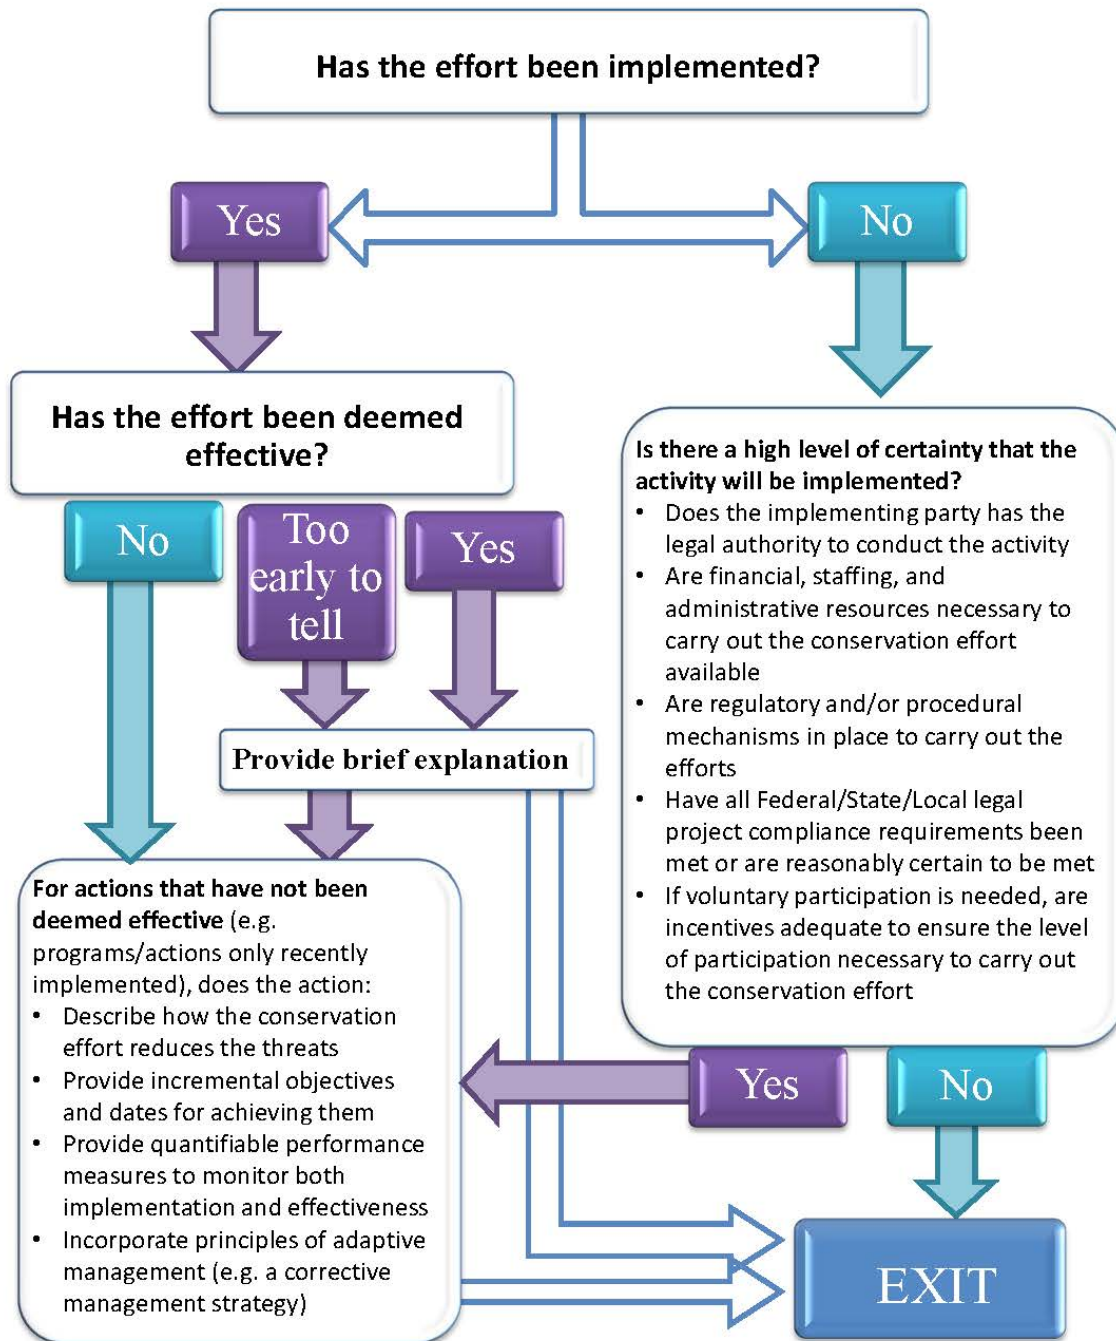 Has the effort been implemented?
Yes
No
Has the effort been deemed
effective?
No
Too
early to
tell
Yes
Provide brief explanation
For actions that have not been
deemed effective (e.g.
programs/actions only recently
implemented), does the action:
• Describe how the conservation
effort reduces the threats
• Provide incremental objectives
and dates for achieving them
• Provide quantifiable performance
measures to monitor both
implementation and effectiveness
• Incorporate principles of adaptive
management (e.g. a corrective
management strategy)
Is there a high level of certainty that the
activity will be implemented?
• Does the implementing party has the
legal authority to conduct the activity
• Are financial, staffing, and
administrative resources necessary to
carry out the conservation effort
available
• Are regulatory and/or procedural
mechanisms in place to carry out the
efforts
• Have all Federal/State/Local legal
project compliance requirements been
met or are reasonably certain to be met
• If voluntary participation is needed, are
incentives adequate to ensure the level
of participation necessary to carry out
the conservation effort
Yes
No
EXIT